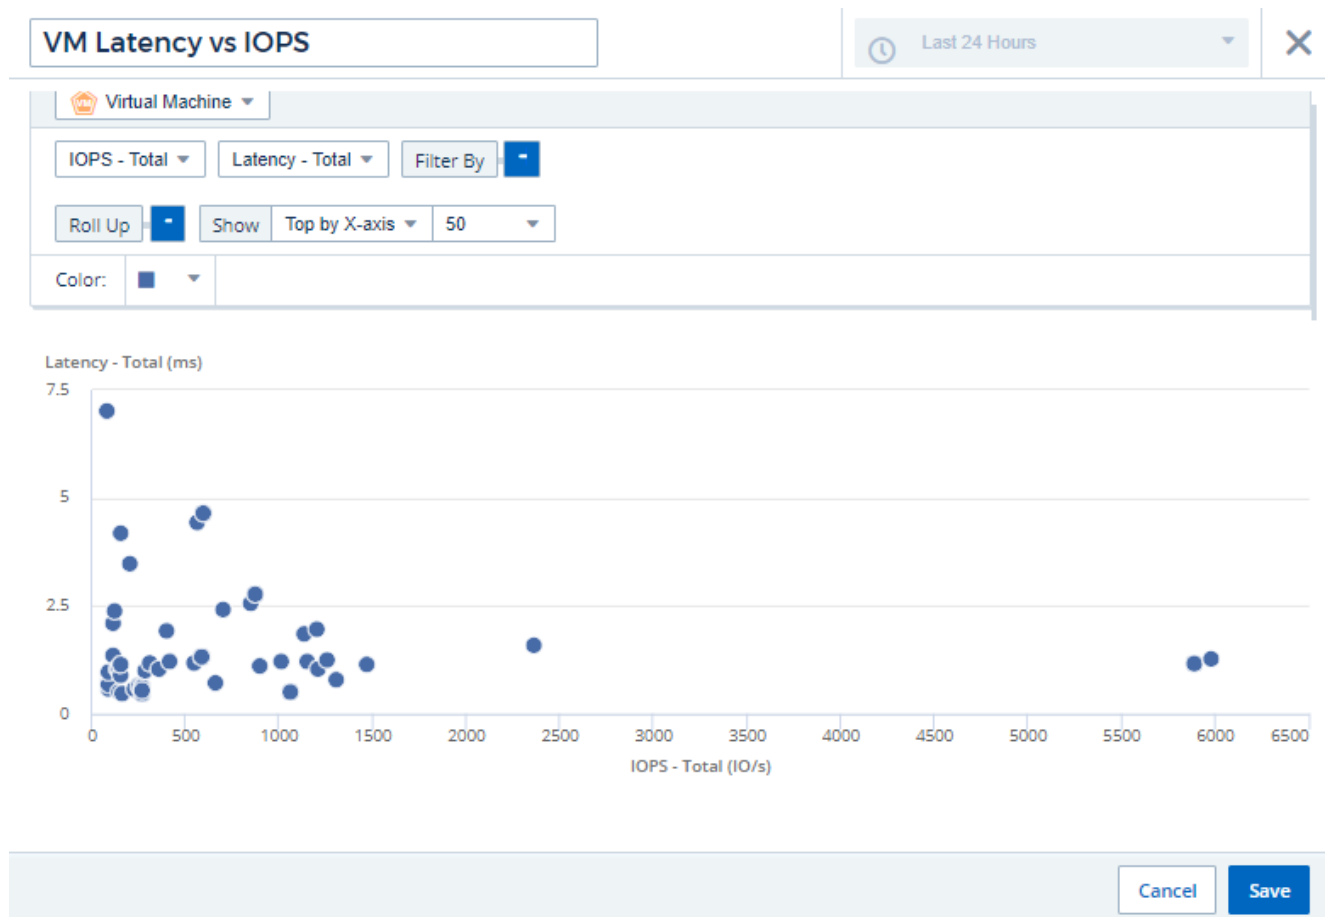 VM Latency vs IOPS
Last 24 Hours
VM Virtual Machine
IOPS - Total Latency - Total Filter By -
Roll Up - Show Top by X-axis 50
Color:
Latency - Total (ms)
7.5
5
2.5
0
0 500 1000 1500 2000 2500 3000 3500 4000 4500 5000 5500 6000 6500
IOPS - Total (IO/s)
Cancel Save